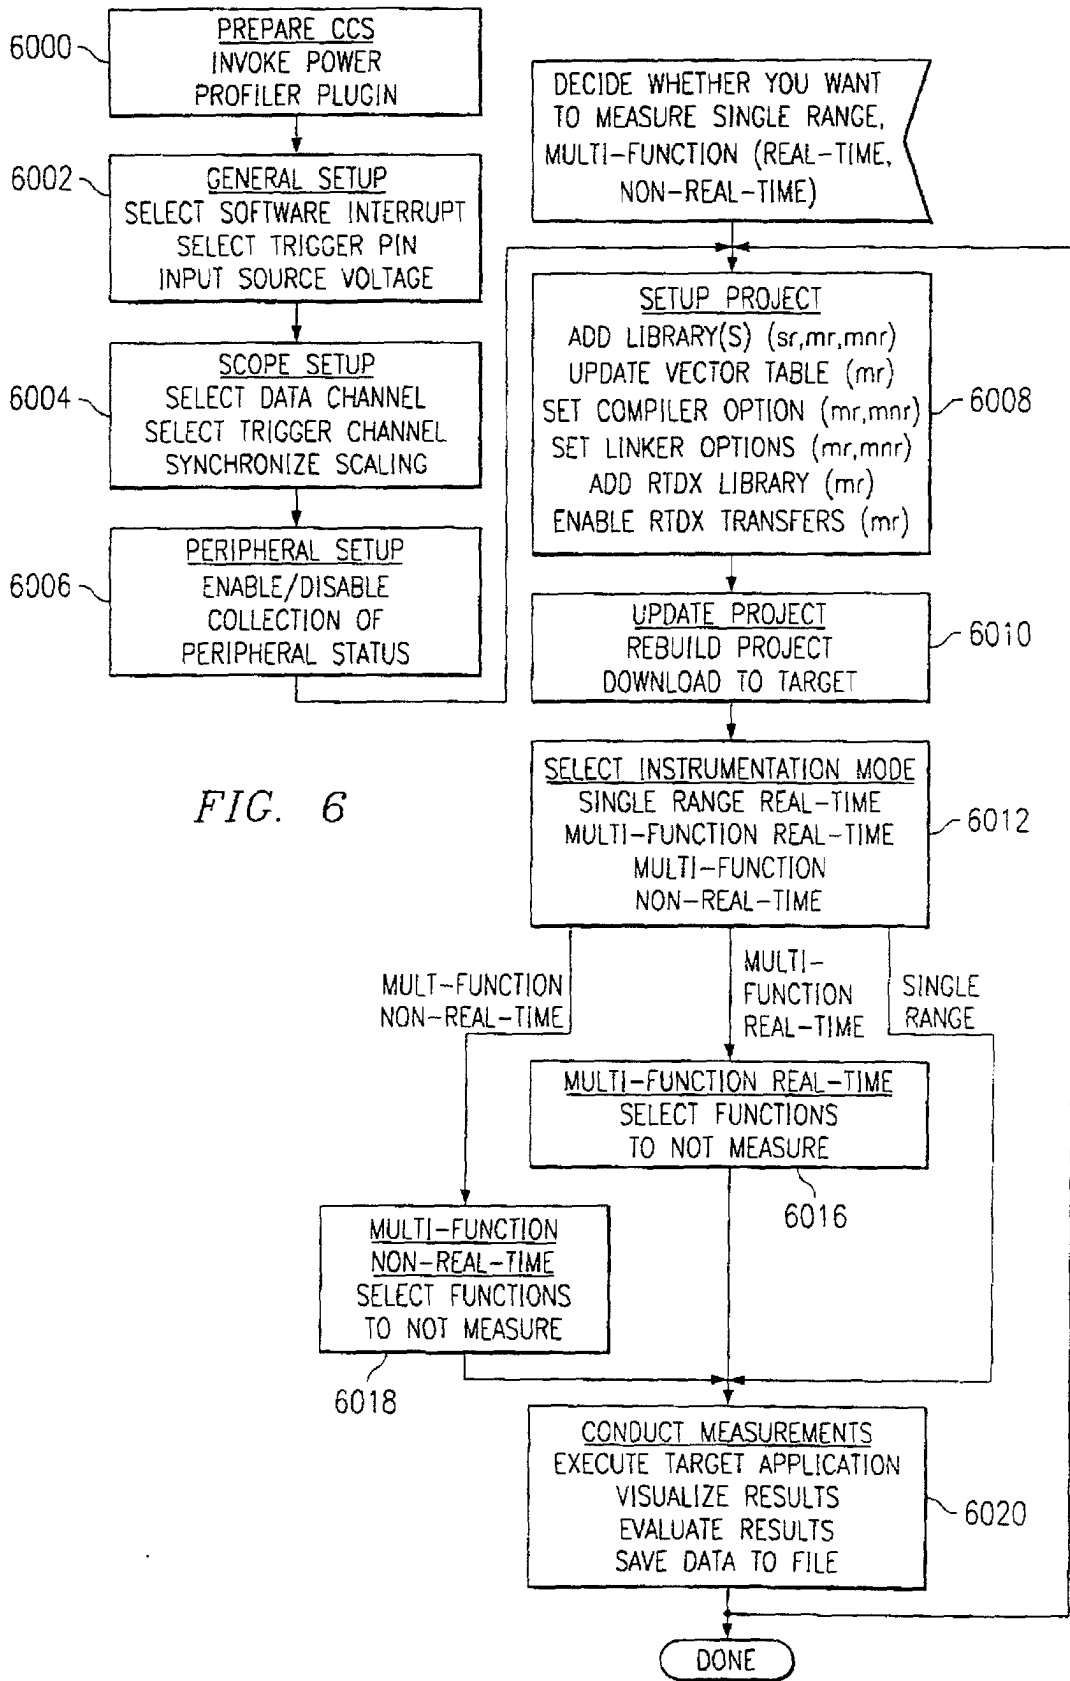 6000
PREPARE CCS
INVOKE POWER
PROFILER PLUGIN
6002
GENERAL SETUP
SELECT SOFTWARE INTERRUPT
SELECT TRIGGER PIN
INPUT SOURCE VOLTAGE
6004
SCOPE SETUP
SELECT DATA CHANNEL
SELECT TRIGGER CHANNEL
SYNCHRONIZE SCALING
6006
PERIPHERAL SETUP
ENABLE/DISABLE
COLLECTION OF
PERIPHERAL STATUS
DECIDE WHETHER YOU WANT
TO MEASURE SINGLE RANGE,
MULTI-FUNCTION (REAL-TIME,
NON-REAL-TIME)
SETUP PROJECT
ADD LIBRARY(S) (sr,mr,mnr)
UPDATE VECTOR TABLE (mr)
SET COMPILER OPTION (mr,mnr)
SET LINKER OPTIONS (mr,mnr)
ADD RTDX LIBRARY (mr)
ENABLE RTDX TRANSFERS (mr)
6008
UPDATE PROJECT
REBUILD PROJECT
DOWNLOAD TO TARGET
6010
SELECT INSTRUMENTATION MODE
SINGLE RANGE REAL-TIME
MULTI-FUNCTION REAL-TIME
MULTI-FUNCTION
NON-REAL-TIME
6012
FIG. 6
MULT-FUNCTION
NON-REAL-TIME
MULTI-
FUNCTION
REAL-TIME
SINGLE
RANGE
MULTI-FUNCTION REAL-TIME
SELECT FUNCTIONS
TO NOT MEASURE
6016
MULTI-FUNCTION
NON-REAL-TIME
SELECT FUNCTIONS
TO NOT MEASURE
6018
CONDUCT MEASUREMENTS
EXECUTE TARGET APPLICATION
VISUALIZE RESULTS
EVALUATE RESULTS
SAVE DATA TO FILE
6020
DONE